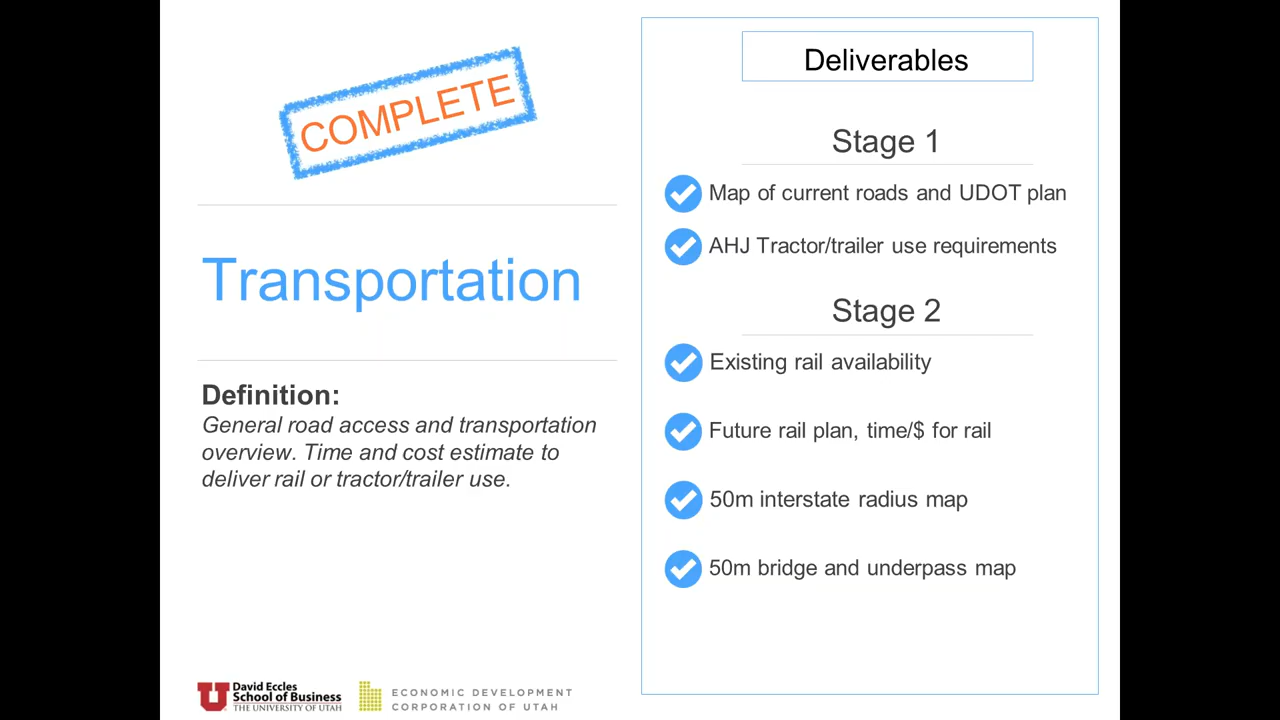 COMPLETE
Transportation
Definition:
General road access and transportation
overview. Time and cost estimate to
deliver rail or tractor/trailer use.
Deliverables
Stage 1
Map of current roads and UDOT plan
AHJ Tractor/trailer use requirements
Stage 2
Existing rail availability
Future rail plan, time/$ for rail
50m interstate radius map
50m bridge and underpass map
U
David Eccles
School of Business
THE UNIVERSITY OF UTAH
ECONOMIC DEVELOPMENT
CORPORATION OF UTAH